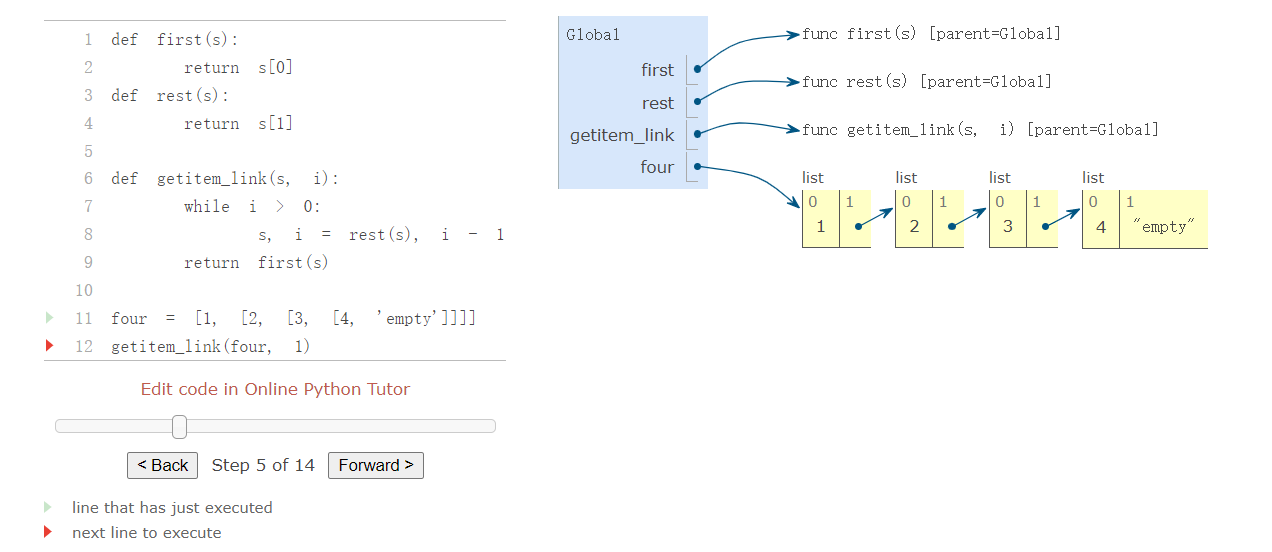 1 def first(s):
2 return s[0]
3 def rest(s):
4 return s[1]
5
6 def getitem_link(s, i):
7 while i > 0:
8 s, i = rest(s), i - 1
9 return first(s)
10
11 four = [1, [2, [3, [4, 'empty']]]]
12 getitem_link(four, 1)
Edit code in Online Python Tutor
< Back Step 5 of 14 Forward >
line that has just executed
next line to execute
Global
first
rest
getitem_link
four
func first(s) [parent=Global]
func rest(s) [parent=Global]
func getitem_link(s, i) [parent=Global]
list list list list
0 1 0 1 0 1 0 1
1 2 3 4 "empty"